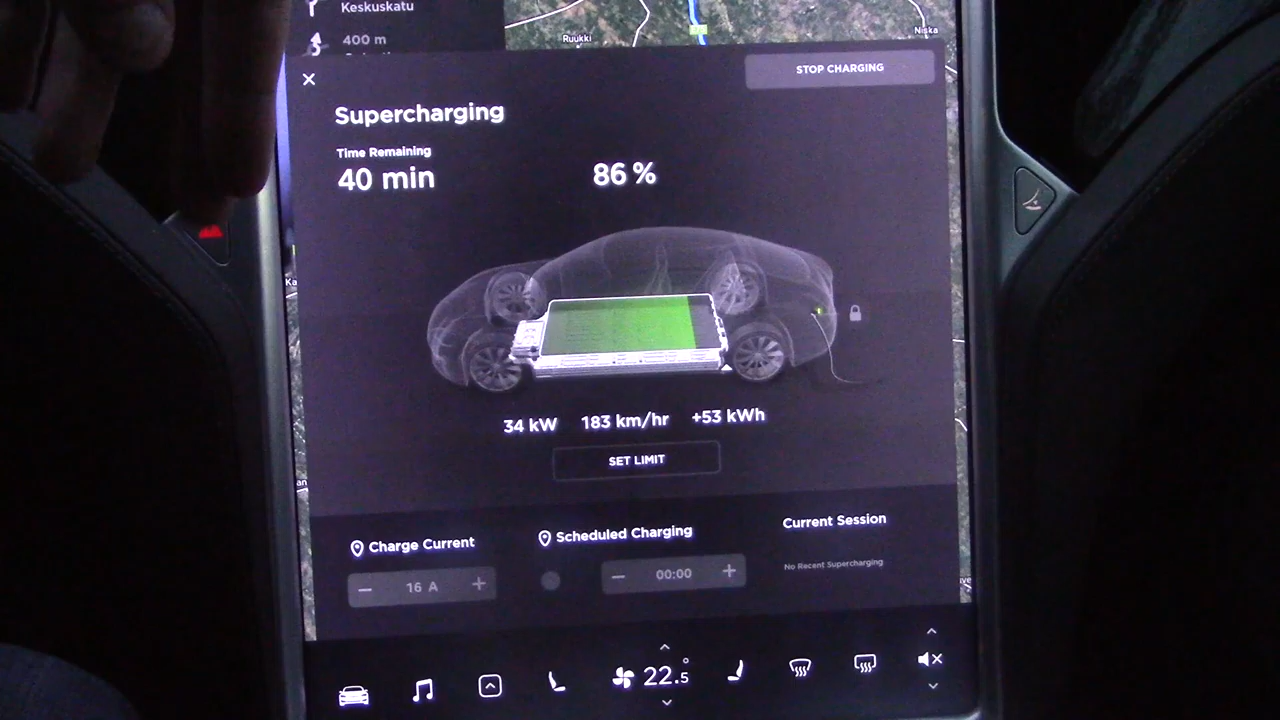 Keskuskatu
400 m
Ruukki
Niska
STOP CHARGING
Supercharging
Time Remaining
40 min
86 %
34 kW 183 km/hr +53 kWh
SET LIMIT
Charge Current
Scheduled Charging
Current Session
− 16 A +
− 00:00 +
No Recent Supercharging
22.5°